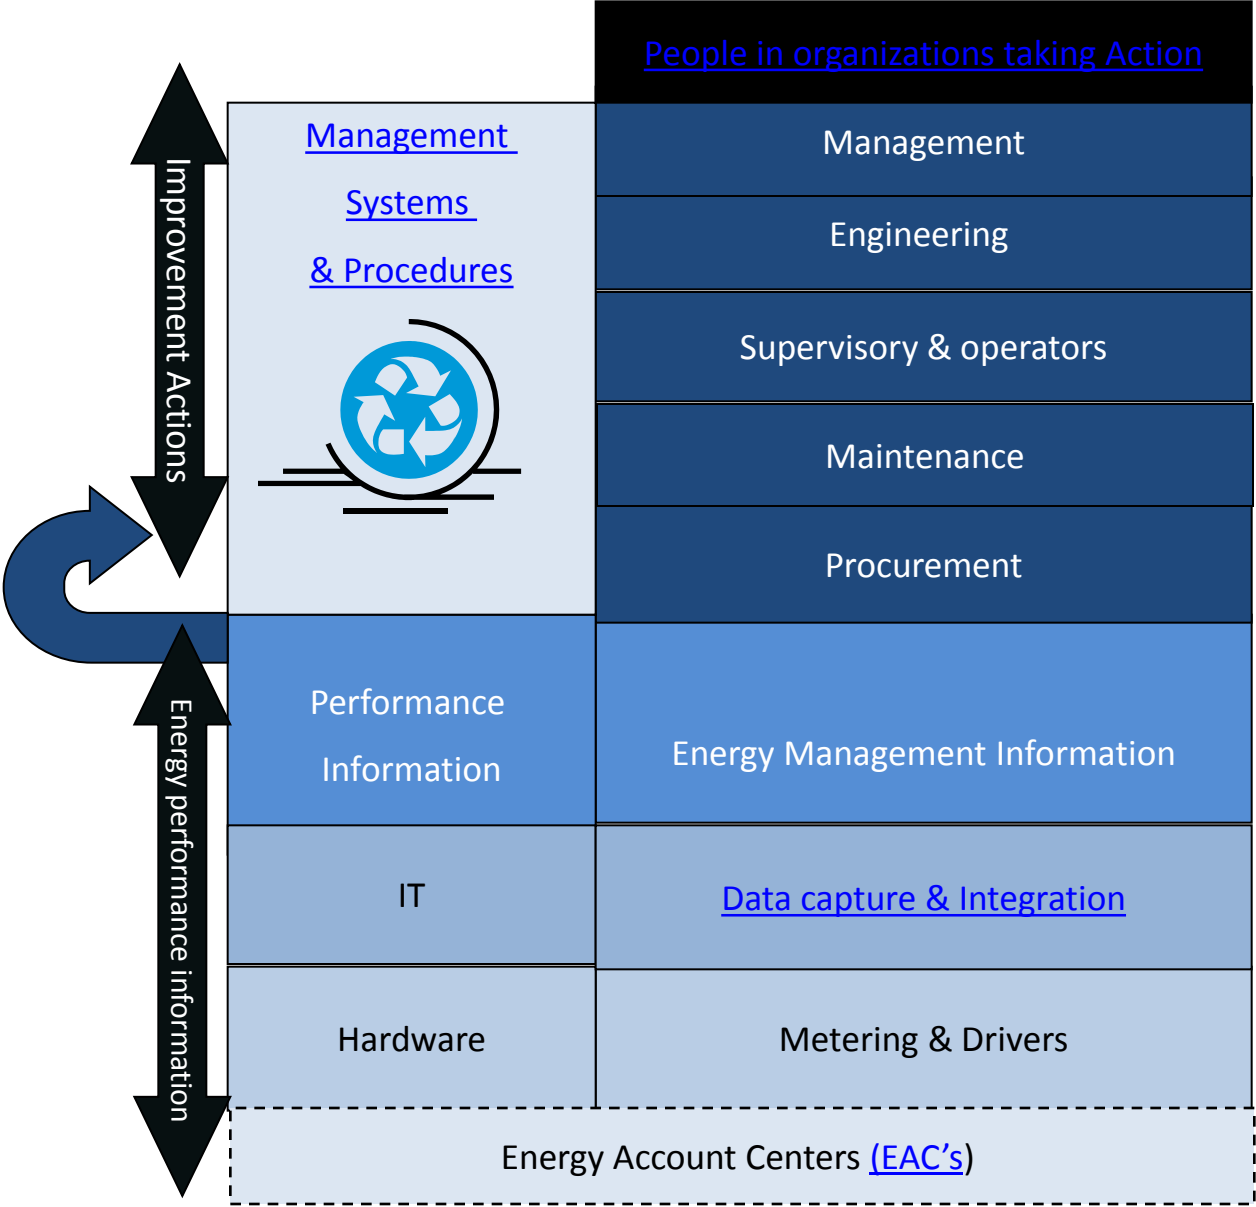 People in organizations taking Action
Improvement Actions
Management
Systems
& Procedures
Management
Engineering
Supervisory & operators
Maintenance
Procurement
Energy performance information
Performance
Information
Energy Management Information
IT
Data capture & Integration
Hardware
Metering & Drivers
Energy Account Centers (EAC’s)